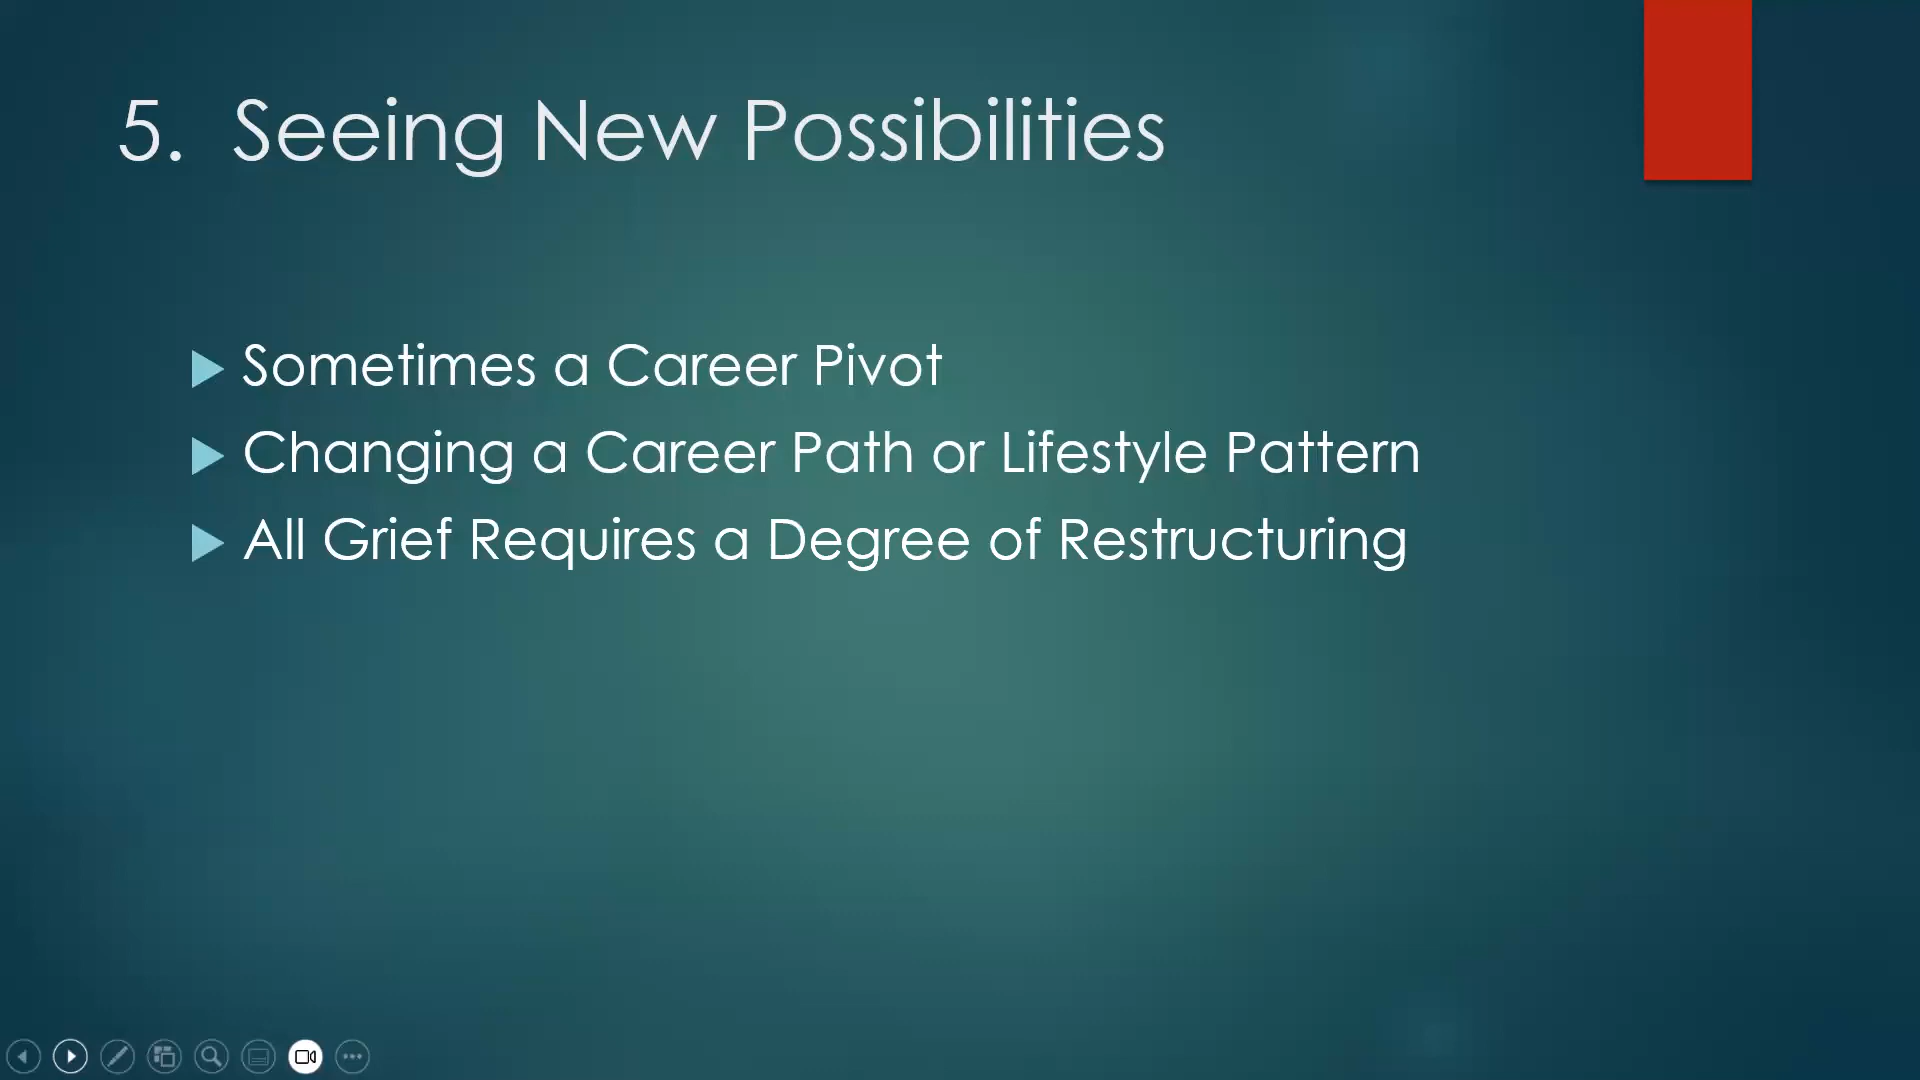 5. Seeing New Possibilities
Sometimes a Career Pivot
Changing a Career Path or Lifestyle Pattern
All Grief Requires a Degree of Restructuring